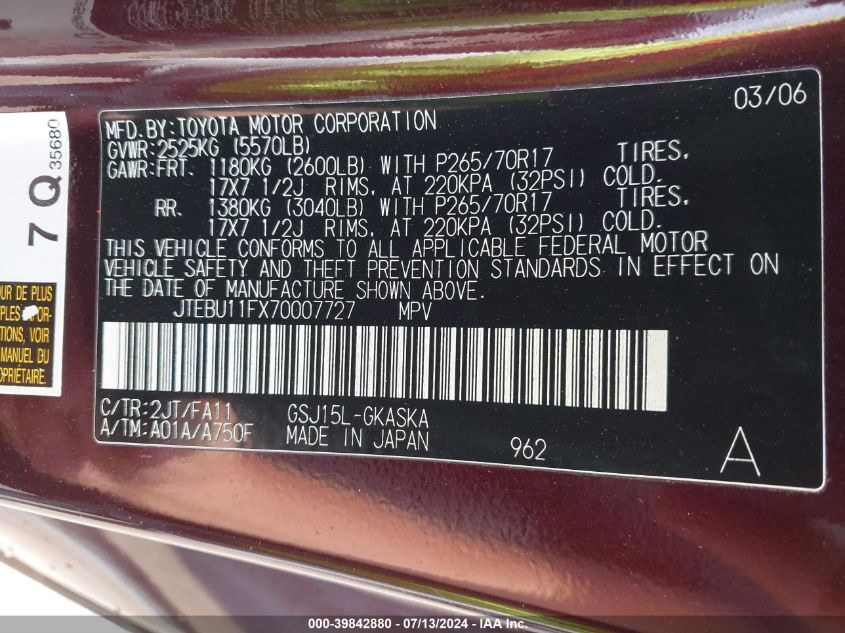 03/06
MFD. BY: TOYOTA MOTOR CORPORATION
GVWR: 2525KG (5570LB)
GAWR: FRT. 1180KG (2600LB) WITH P265/70R17 TIRES,
17X7 1/2J RIMS, AT 220KPA (32PSI) COLD.
RR. 1380KG (3040LB) WITH P265/70R17 TIRES,
17X7 1/2J RIMS, AT 220KPA (32PSI) COLD.
THIS VEHICLE CONFORMS TO ALL APPLICABLE FEDERAL MOTOR
VEHICLE SAFETY AND THEFT PREVENTION STANDARDS IN EFFECT ON
THE DATE OF MANUFACTURE SHOWN ABOVE.
JTEBU11FX70007727 MPV
C/TR: 2JT/FA11 GSJ15L-GKASKA
A/TM: A01A/A750F MADE IN JAPAN 962 A
7 Q 35680
UR DE PLUS
PLES
TIONS, VOIR
MANUEL DU
OPRIÉTAIRE.
000-39842880 - 07/13/2024 - IAA Inc.